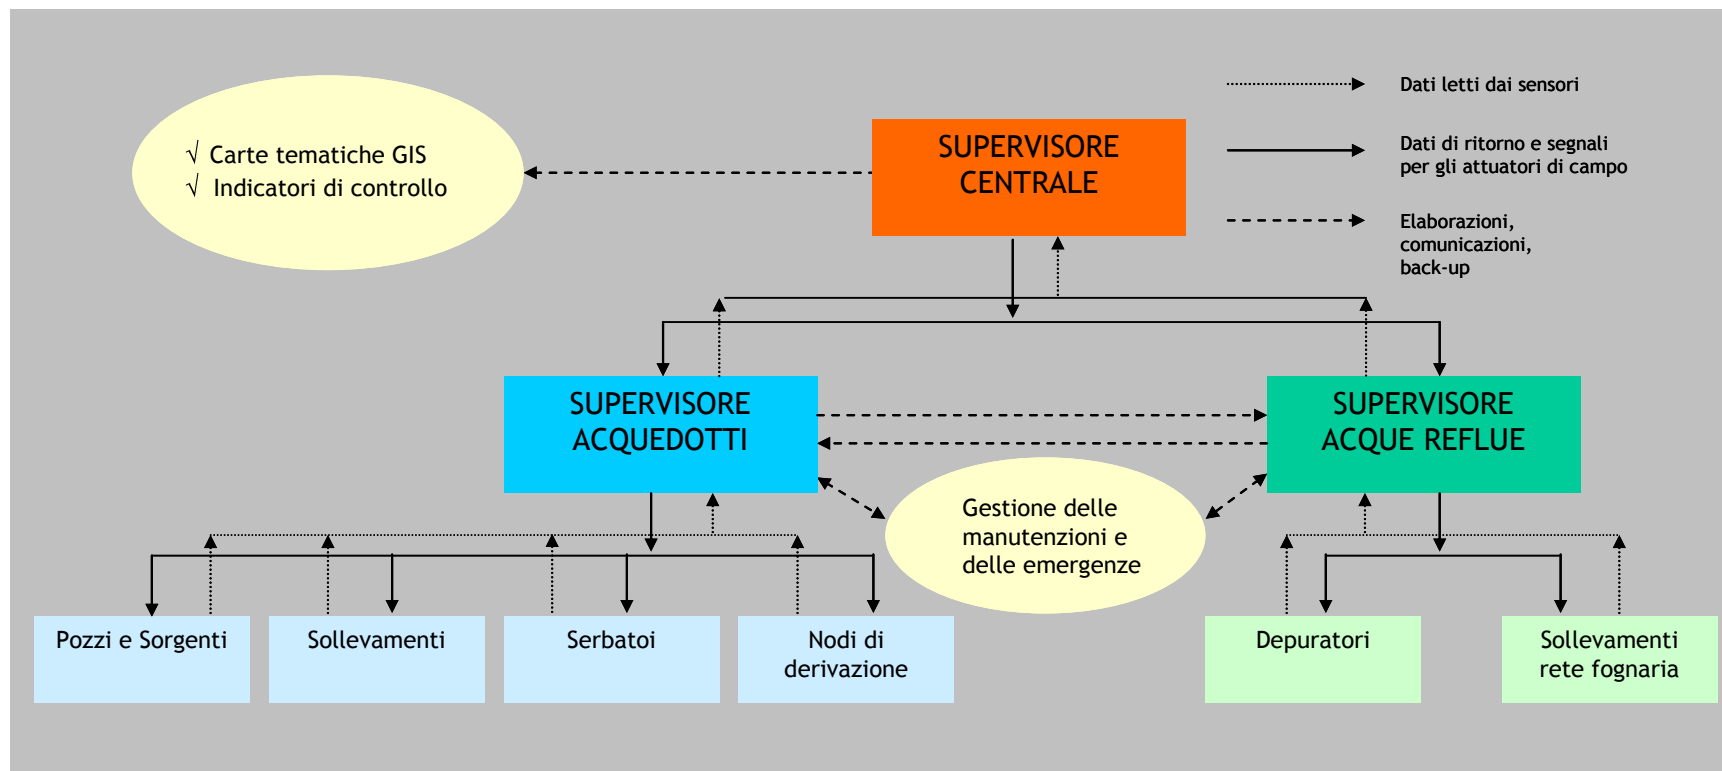 √ Carte tematiche GIS
√ Indicatori di controllo
SUPERVISORE
CENTRALE
Dati letti dai sensori
Dati di ritorno e segnali
per gli attuatori di campo
Elaborazioni,
comunicazioni,
back-up
SUPERVISORE
ACQUEDOTTI
SUPERVISORE
ACQUE REFLUE
Gestione delle
manutenzioni e
delle emergenze
Pozzi e Sorgenti
Sollevamenti
Serbatoi
Nodi di
derivazione
Depuratori
Sollevamenti
rete fognaria